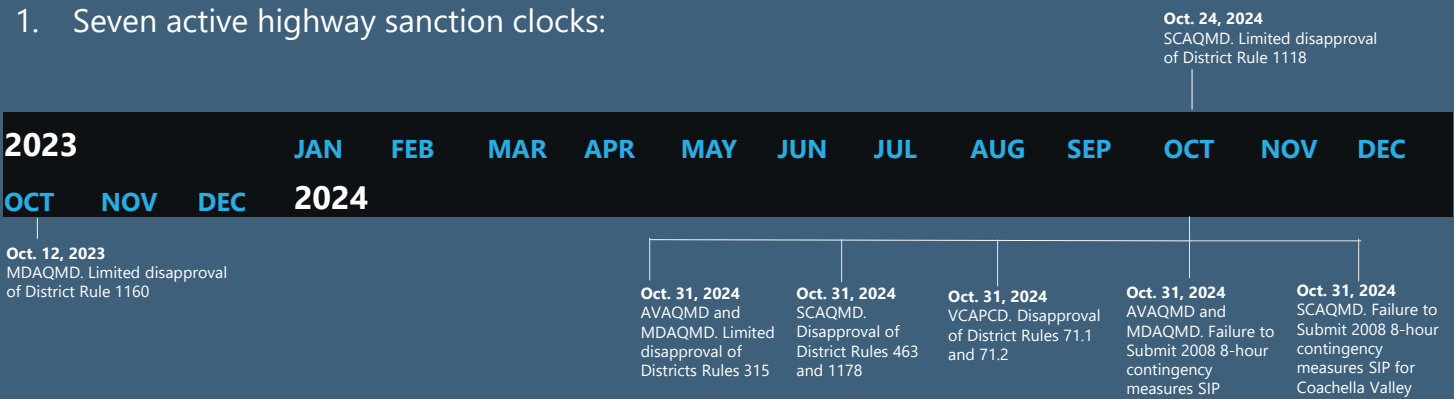 1. Seven active highway sanction clocks:
Oct. 24, 2024
SCAQMD. Limited disapproval
of District Rule 1118
2023
JAN FEB MAR APR MAY JUN JUL AUG SEP OCT NOV DEC
OCT NOV DEC 2024
Oct. 12, 2023
MDAQMD. Limited disapproval
of District Rule 1160
Oct. 31, 2024
AVAQMD and
MDAQMD. Limited
disapproval of
Districts Rules 315
Oct. 31, 2024
SCAQMD.
Disapproval of
District Rules 463
and 1178
Oct. 31, 2024
VCAPCD. Disapproval
of District Rules 71.1
and 71.2
Oct. 31, 2024
AVAQMD and
MDAQMD. Failure to
Submit 2008 8-hour
contingency
measures SIP
Oct. 31, 2024
SCAQMD. Failure to
Submit 2008 8-hour
contingency
measures SIP for
Coachella Valley